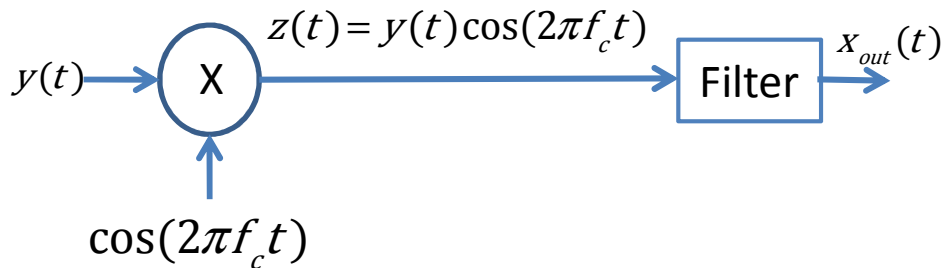 z(t) = y(t)cos(2πf_c t)
x_out(t)
y(t)
X
Filter
cos(2πf_c t)